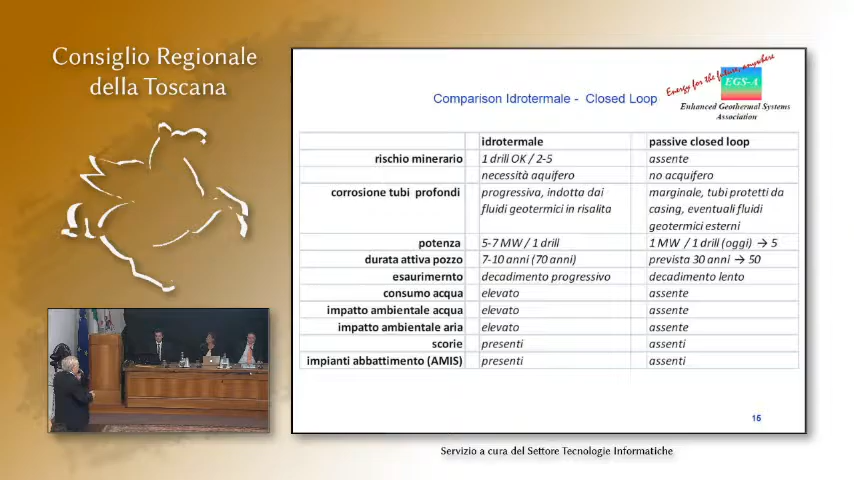 Consiglio Regionale
della Toscana
Energy for the future, anywhere
EGS-A
Enhanced Geothermal Systems
Association
Comparison Idrotermale - Closed Loop
idrotermale passive closed loop
rischio minerario 1 drill OK / 2-5 assente
necessità aquifero no acquifero
corrosione tubi profondi progressiva, indotta dai marginale, tubi protetti da
fluidi geotermici in risalita casing, eventuali fluidi
geotermici esterni
potenza 5-7 MW / 1 drill 1 MW / 1 drill (oggi) → 5
durata attiva pozzo 7-10 anni (70 anni) prevista 30 anni → 50
esaurimernto decadimento progressivo decadimento lento
consumo acqua elevato assente
impatto ambientale acqua elevato assente
impatto ambientale aria elevato assente
scorie presenti assenti
impianti abbattimento (AMIS) presenti assenti
15
Servizio a cura del Settore Tecnologie Informatiche